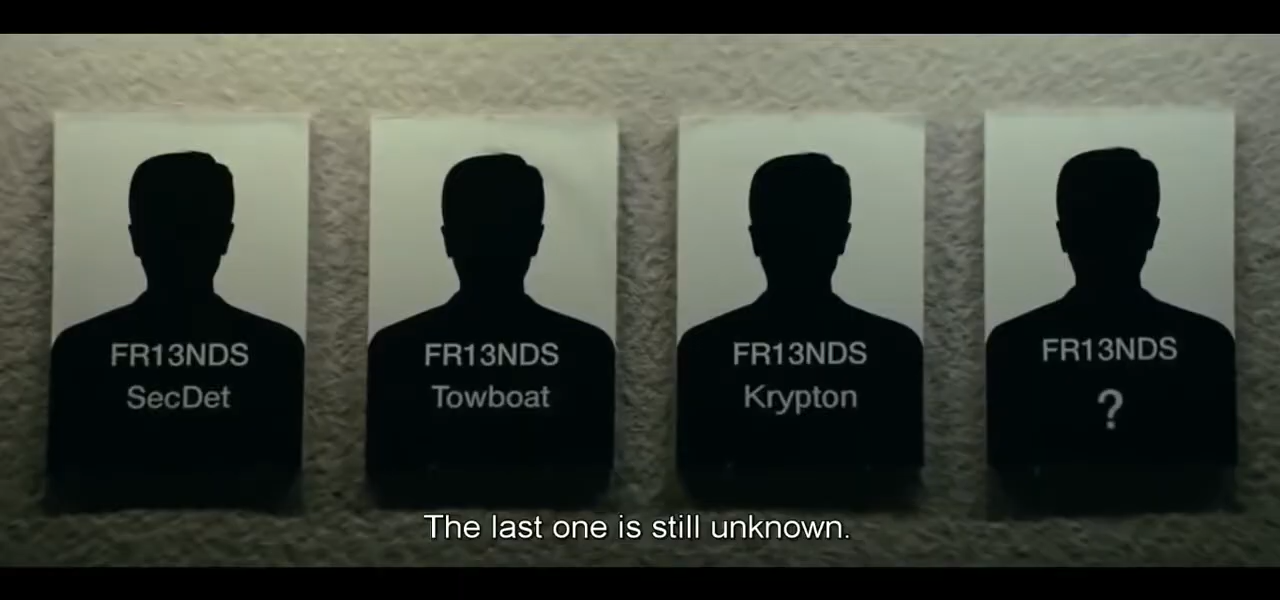 FR13NDS
SecDet
FR13NDS
Towboat
FR13NDS
Krypton
FR13NDS
?
The last one is still unknown.